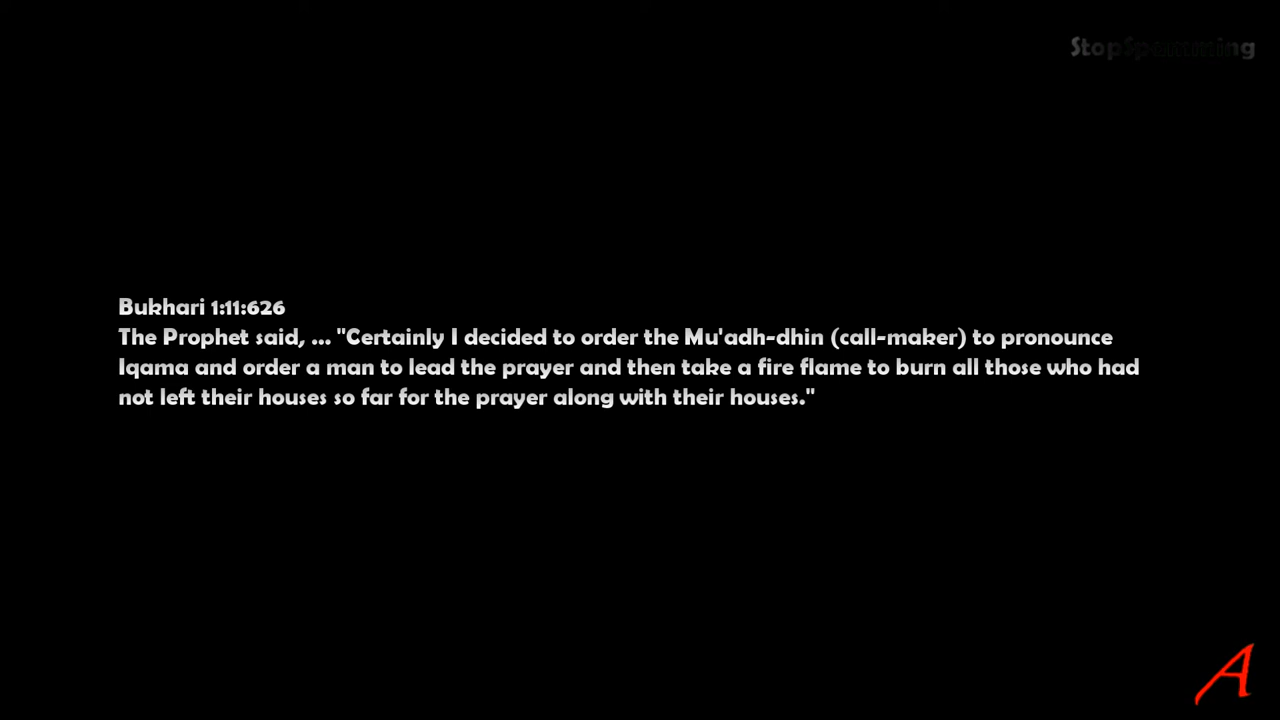 StopSpamming
Bukhari 1:11:626
The Prophet said, ... "Certainly I decided to order the Mu'adh-dhin (call-maker) to pronounce
Iqama and order a man to lead the prayer and then take a fire flame to burn all those who had
not left their houses so far for the prayer along with their houses."
A